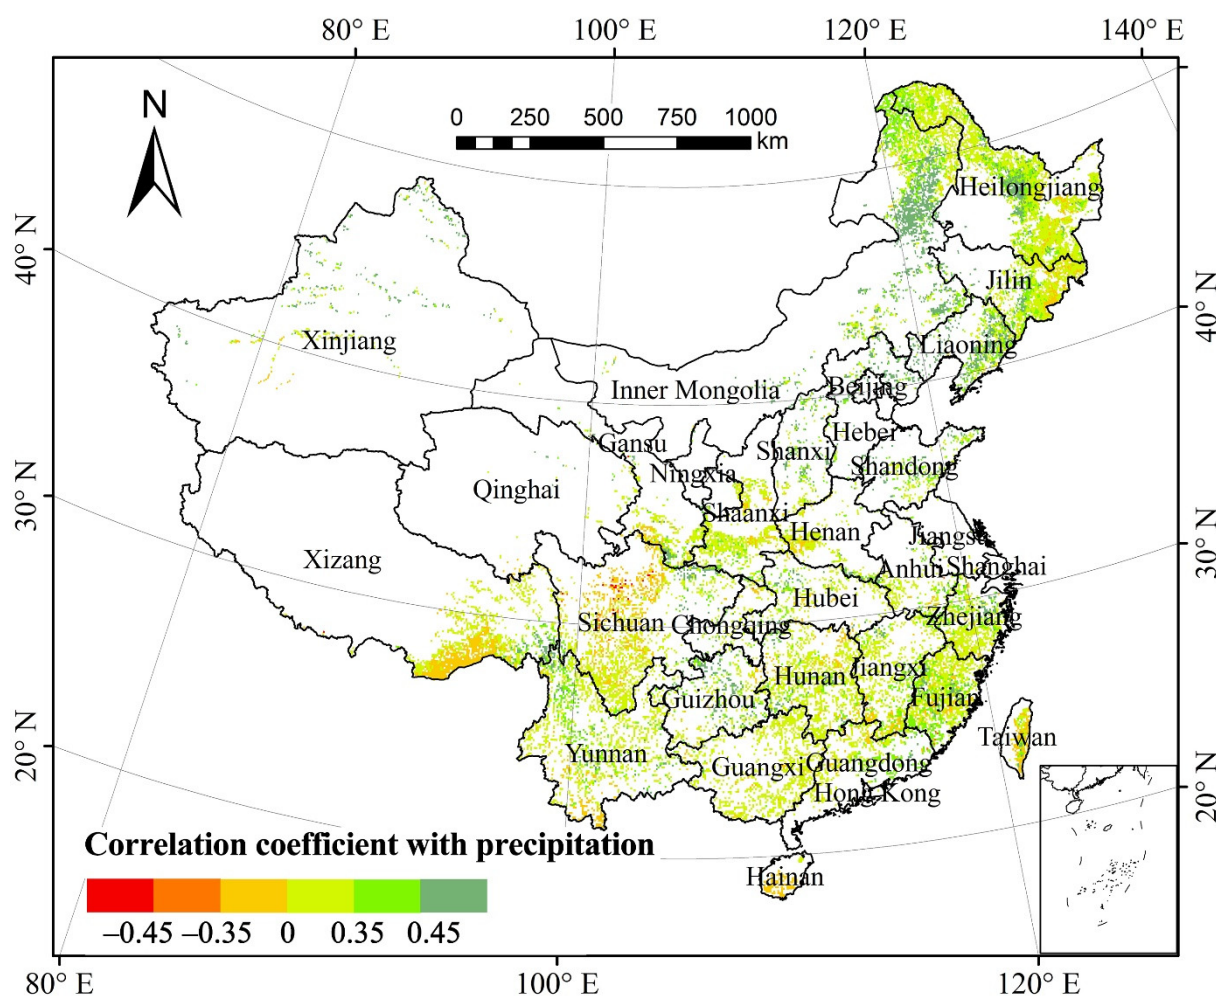 80° E 100° E 120° E 140° E
N
0 250 500 750 1000
km
40° N
30° N
20° N
40° N
30° N
20° N
Heilongjiang
Jilin
Liaoning
Xinjiang
Inner Mongolia
Beijing
Gansu
Shanxi
Heber
Ningxia
Shandong
Qinghai
Shaanxi
Henan
Jiangsu
Xizang
Anhui
Shanghai
Hubei
Sichuan
Chongqing
Zhejiang
Hunan
Jiangxi
Guizhou
Fujian
Taiwan
Yunnan
Guangxi
Guangdong
Honk Kong
Hainan
Correlation coefficient with precipitation
−0.45 −0.35 0 0.35 0.45
80° E 100° E 120° E